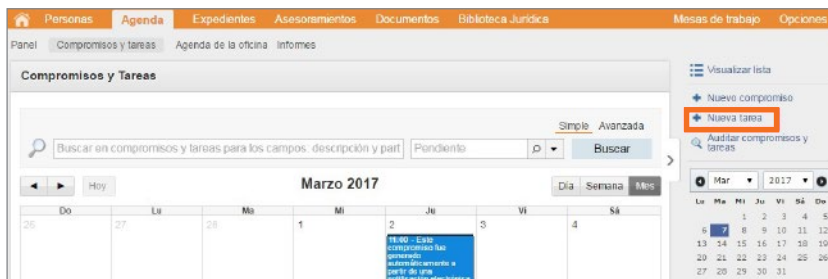 Personas Agenda Expedientes Asesoramientos Documentos Biblioteca Jurídica Mesas de trabajo Opciones
Panel Compromisos y tareas Agenda de la oficina Informes
Compromisos y Tareas
Visualizar lista
Nuevo compromiso
Nueva tarea
Auditar compromisos y
tareas
Simple Avanzada
Buscar en compromisos y tareas para los campos: descripción y part Pendiente Buscar
Hoy Marzo 2017 Día Semana Mes
Do Lu Ma Mi Ju Vi Sá
26 27 28 1 2 3 4
11:00 - Este
compromiso fue
generado
automáticamente a
partir de una
Mar 2017
Lu Ma Mi Ju Vi Sá Do
1 2 3 4 5
6 7 8 9 10 11 12
13 14 15 16 17 18 19
20 21 22 23 24 25 26
27 28 29 30 31